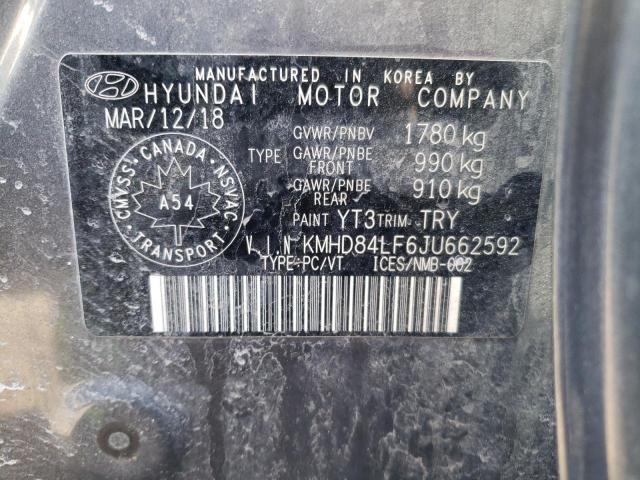 MANUFACTURED IN KOREA BY
HYUNDAI MOTOR COMPANY
MAR/12/18
GVWR/PNBV 1780 kg
TYPE GAWR/PNBE FRONT 990 kg
GAWR/PNBE REAR 910 kg
PAINT YT3 TRIM TRY
V I N KMHD84LF6JU662592
TYPE:PC/VT ICES/NMB-002
CANADA
CMVSS NSVAC
A54
TRANSPORT